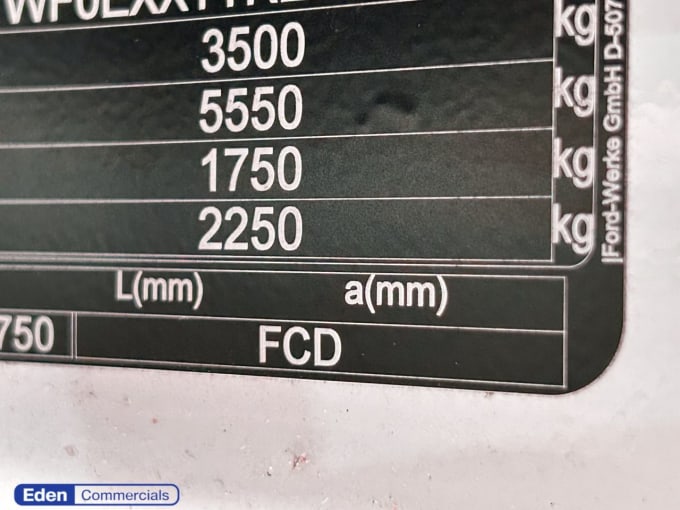 3500 kg
5550 kg
1750 kg
2250 kg
L(mm) a(mm)
750 FCD
Ford-Werke GmbH D-507
Eden Commercials